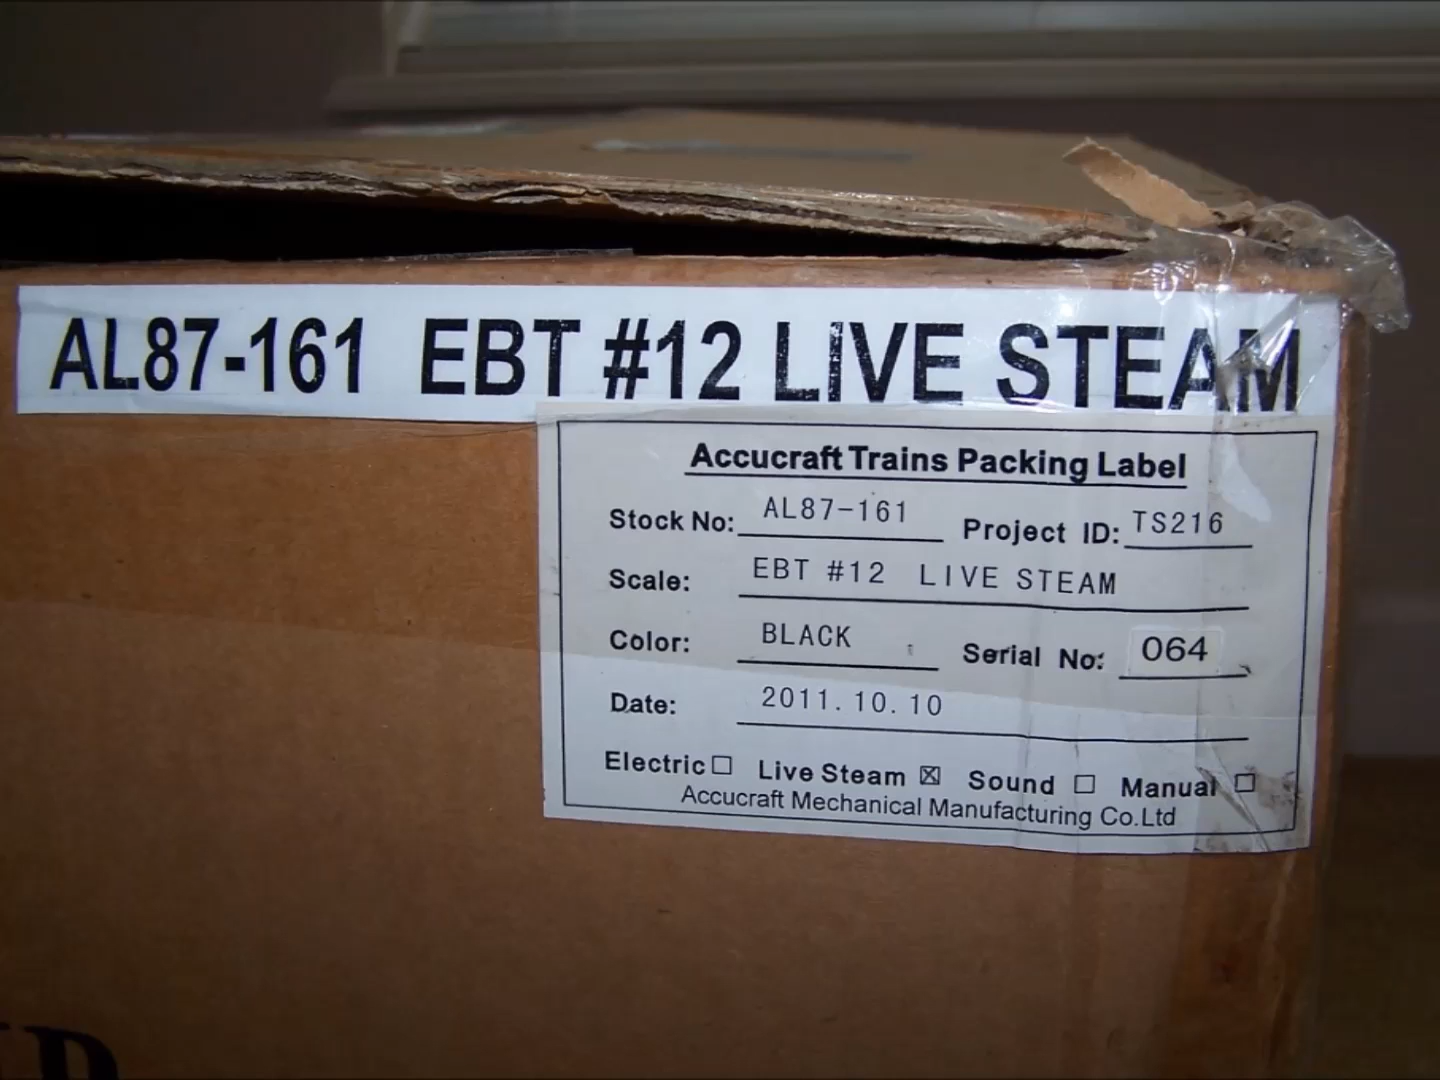 AL87-161 EBT #12 LIVE STEAM
Accucraft Trains Packing Label
Stock No: AL87-161 Project ID: TS216
Scale: EBT #12 LIVE STEAM
Color: BLACK Serial No: 064
Date: 2011.10.10
Electric☐ Live Steam ☒ Sound ☐ Manual ☐
Accucraft Mechanical Manufacturing Co.Ltd